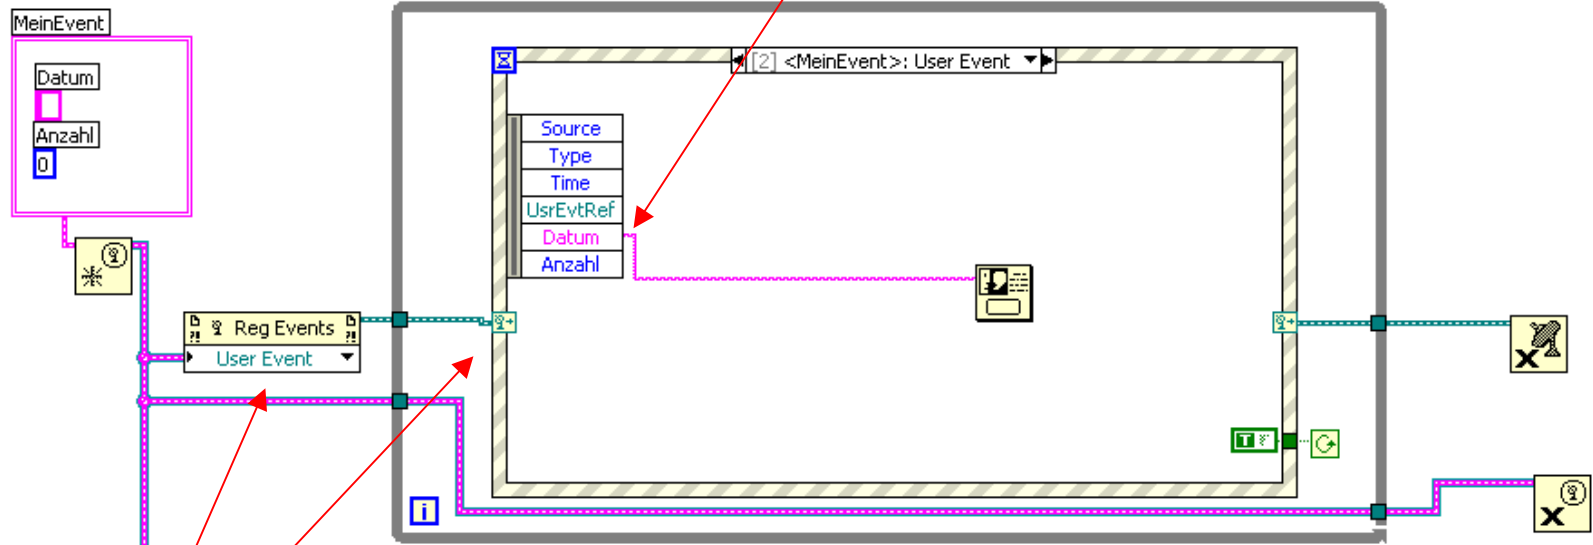 MeinEvent
Datum
Anzahl
0
[2] <MeinEvent>: User Event
Source
Type
Time
UsrEvtRef
Datum
Anzahl
Reg Events
User Event
T
i